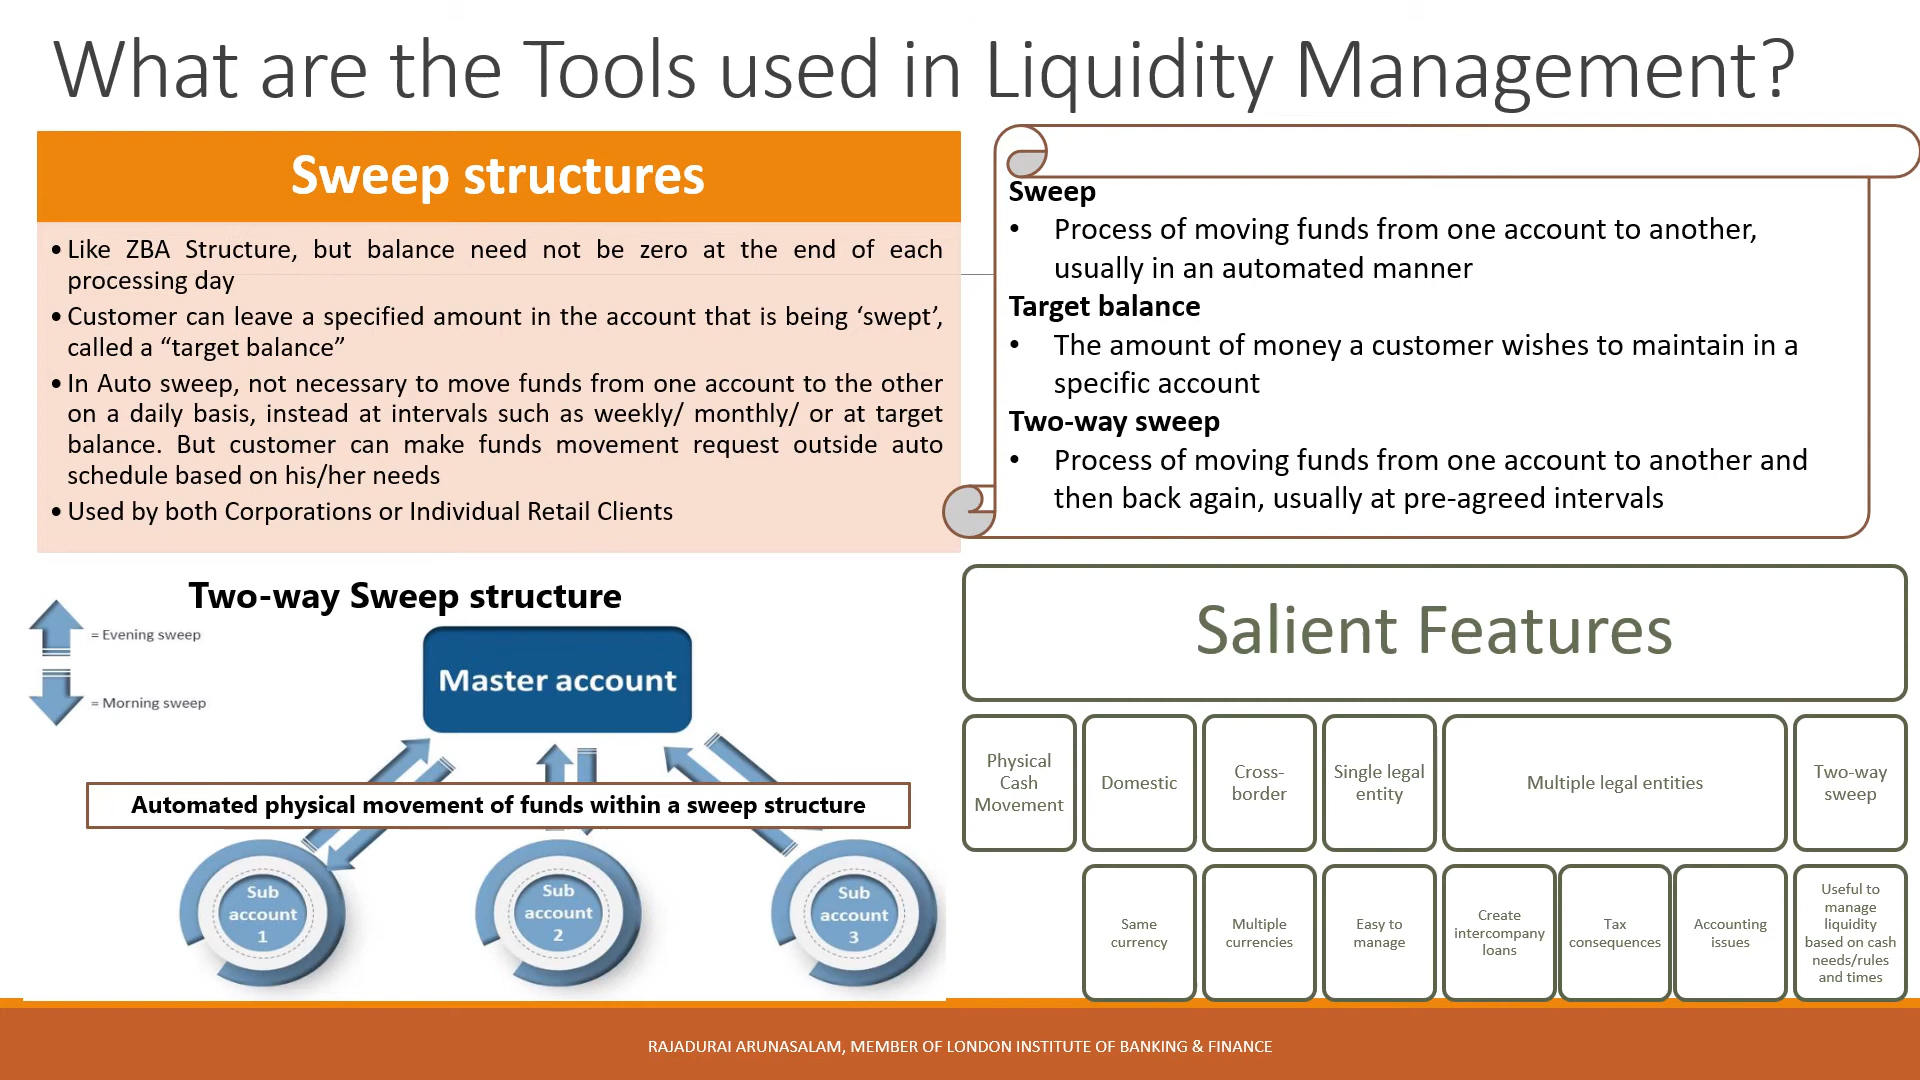 What are the Tools used in Liquidity Management?
Sweep structures
• Like ZBA Structure, but balance need not be zero at the end of each
processing day
• Customer can leave a specified amount in the account that is being ‘swept’,
called a “target balance”
• In Auto sweep, not necessary to move funds from one account to the other
on a daily basis, instead at intervals such as weekly/ monthly/ or at target
balance. But customer can make funds movement request outside auto
schedule based on his/her needs
• Used by both Corporations or Individual Retail Clients
Sweep
• Process of moving funds from one account to another,
usually in an automated manner
Target balance
• The amount of money a customer wishes to maintain in a
specific account
Two-way sweep
• Process of moving funds from one account to another and
then back again, usually at pre-agreed intervals
Two-way Sweep structure
= Evening sweep
= Morning sweep
Master account
Automated physical movement of funds within a sweep structure
Sub
account
1
Sub
account
2
Sub
account
3
Salient Features
Physical
Cash
Movement
Domestic
Cross-
border
Single legal
entity
Multiple legal entities
Two-way
sweep
Same
currency
Multiple
currencies
Easy to
manage
Create
intercompany
loans
Tax
consequences
Accounting
issues
Useful to
manage
liquidity
based on cash
needs/rules
and times
RAJADURAI ARUNASALAM, MEMBER OF LONDON INSTITUTE OF BANKING & FINANCE